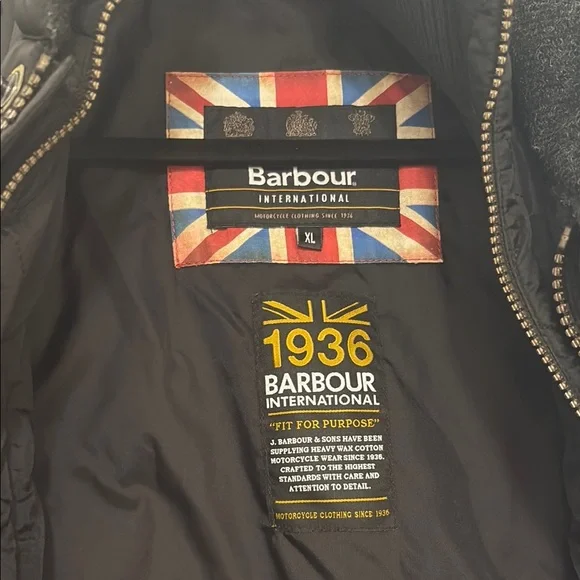 Barbour
INTERNATIONAL
MOTORCYCLE CLOTHING SINCE 1936
XL
1936
BARBOUR
INTERNATIONAL
"FIT FOR PURPOSE"
J. BARBOUR & SONS HAVE BEEN
SUPPLYING HEAVY WAX COTTON
MOTORCYCLE WEAR SINCE 1936.
CRAFTED TO THE HIGHEST
STANDARDS WITH CARE AND
ATTENTION TO DETAIL.
MOTORCYCLE CLOTHING SINCE 1936